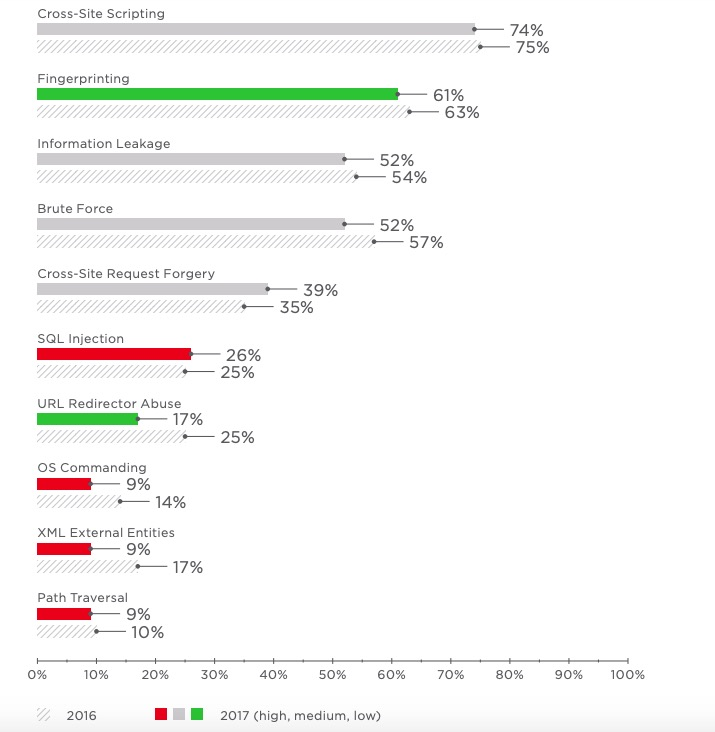 Cross-Site Scripting
74%
75%
Fingerprinting
61%
63%
Information Leakage
52%
54%
Brute Force
52%
57%
Cross-Site Request Forgery
39%
35%
SQL Injection
26%
25%
URL Redirector Abuse
17%
25%
OS Commanding
9%
14%
XML External Entities
9%
17%
Path Traversal
9%
10%
0% 10% 20% 30% 40% 50% 60% 70% 80% 90% 100%
2016 2017 (high, medium, low)